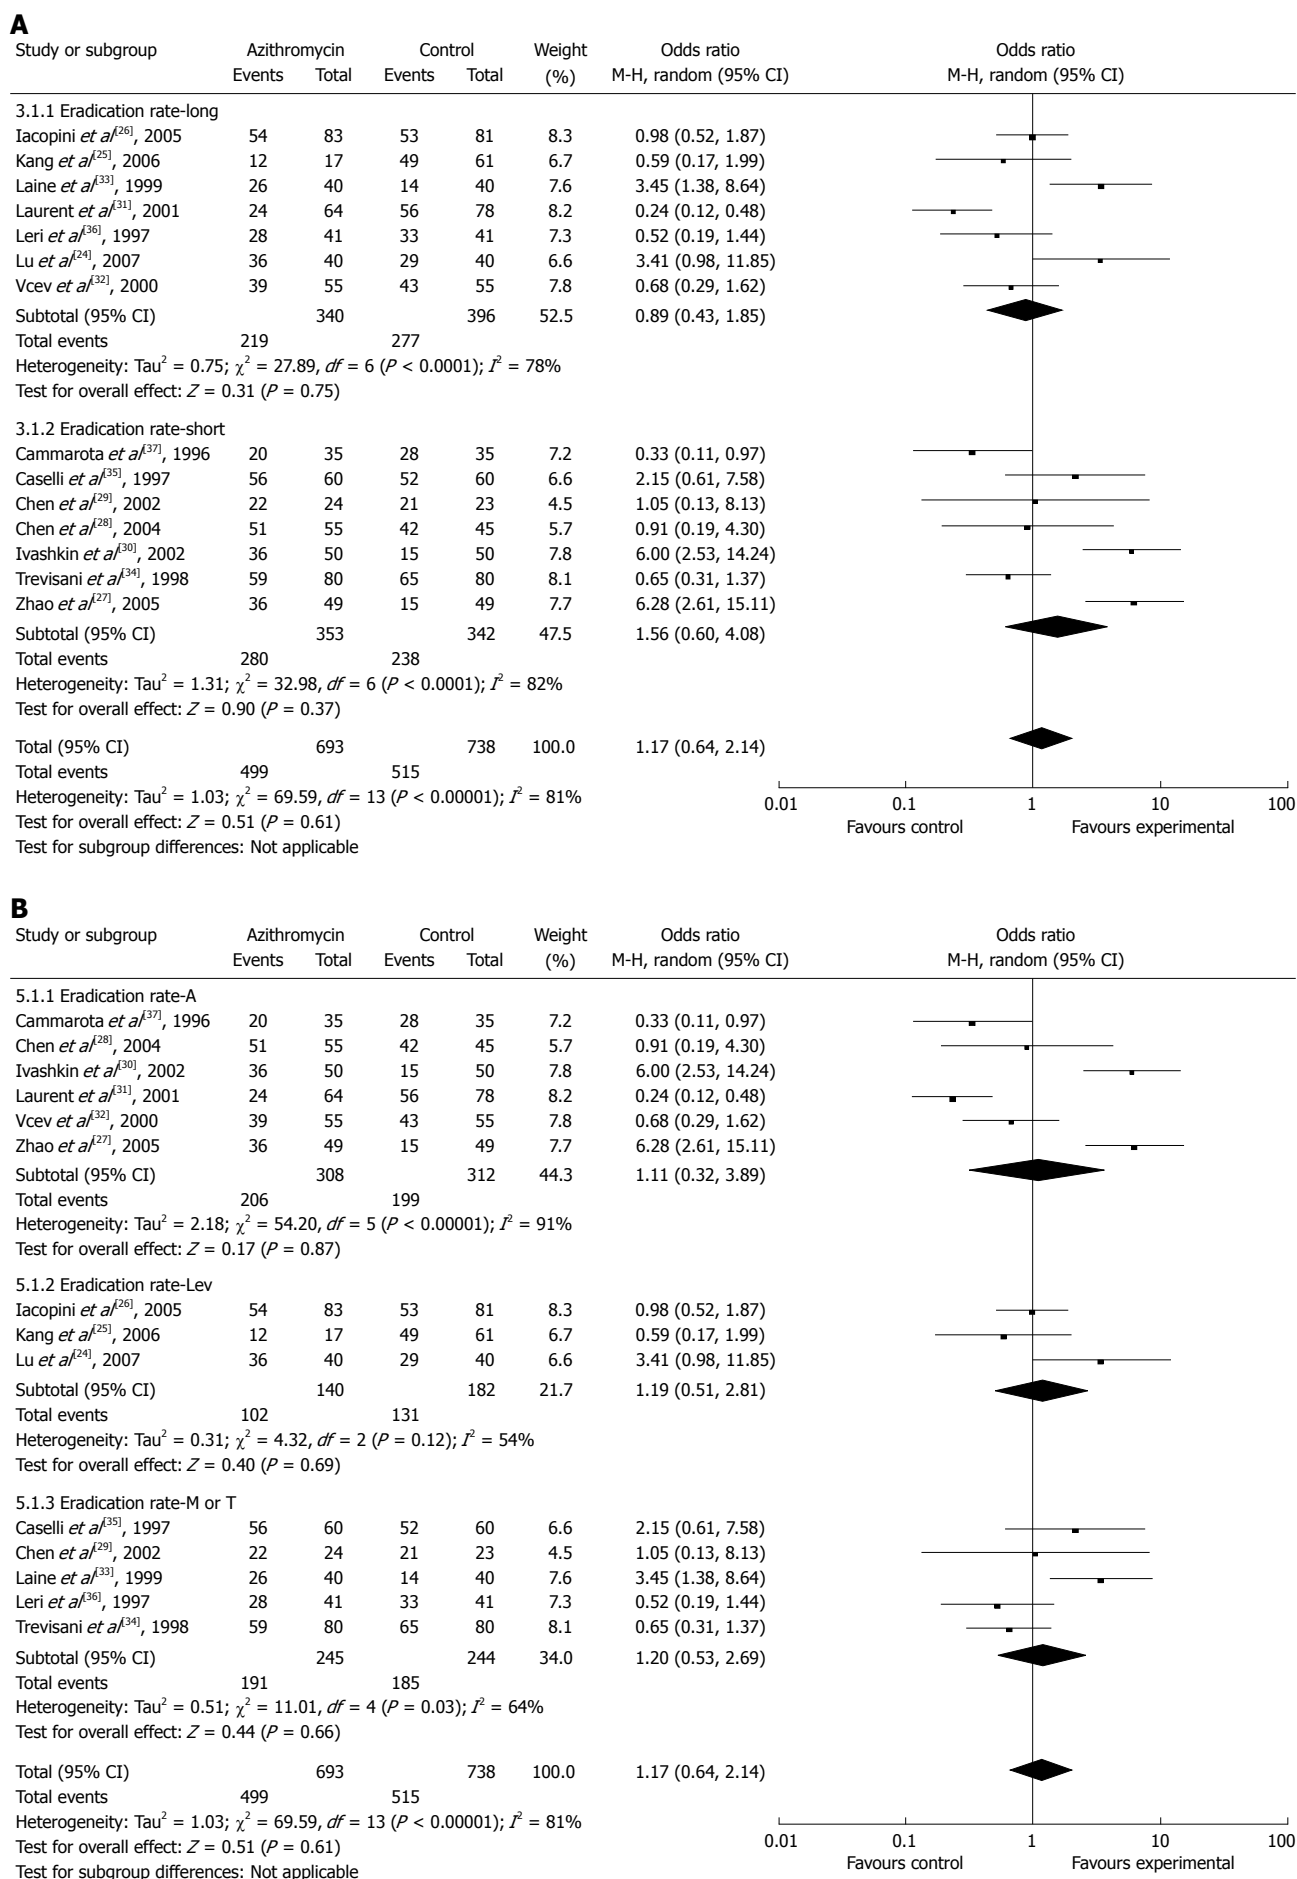 A
Study or subgroup Azithromycin Control Weight Odds ratio Odds ratio
Events Total Events Total (%) M-H, random (95% CI) M-H, random (95% CI)
3.1.1 Eradication rate-long
Iacopini et al[26], 2005 54 83 53 81 8.3 0.98 (0.52, 1.87)
Kang et al[25], 2006 12 17 49 61 6.7 0.59 (0.17, 1.99)
Laine et al[33], 1999 26 40 14 40 7.6 3.45 (1.38, 8.64)
Laurent et al[31], 2001 24 64 56 78 8.2 0.24 (0.12, 0.48)
Leri et al[36], 1997 28 41 33 41 7.3 0.52 (0.19, 1.44)
Lu et al[24], 2007 36 40 29 40 6.6 3.41 (0.98, 11.85)
Vcev et al[32], 2000 39 55 43 55 7.8 0.68 (0.29, 1.62)
Subtotal (95% CI) 340 396 52.5 0.89 (0.43, 1.85)
Total events 219 277
Heterogeneity: Tau² = 0.75; χ² = 27.89, df = 6 (P < 0.0001); I² = 78%
Test for overall effect: Z = 0.31 (P = 0.75)
3.1.2 Eradication rate-short
Cammarota et al[37], 1996 20 35 28 35 7.2 0.33 (0.11, 0.97)
Caselli et al[35], 1997 56 60 52 60 6.6 2.15 (0.61, 7.58)
Chen et al[29], 2002 22 24 21 23 4.5 1.05 (0.13, 8.13)
Chen et al[28], 2004 51 55 42 45 5.7 0.91 (0.19, 4.30)
Ivashkin et al[30], 2002 36 50 15 50 7.8 6.00 (2.53, 14.24)
Trevisani et al[34], 1998 59 80 65 80 8.1 0.65 (0.31, 1.37)
Zhao et al[27], 2005 36 49 15 49 7.7 6.28 (2.61, 15.11)
Subtotal (95% CI) 353 342 47.5 1.56 (0.60, 4.08)
Total events 280 238
Heterogeneity: Tau² = 1.31; χ² = 32.98, df = 6 (P < 0.0001); I² = 82%
Test for overall effect: Z = 0.90 (P = 0.37)
Total (95% CI) 693 738 100.0 1.17 (0.64, 2.14)
Total events 499 515
Heterogeneity: Tau² = 1.03; χ² = 69.59, df = 13 (P < 0.00001); I² = 81%
0.01 0.1 1 10 100
Test for overall effect: Z = 0.51 (P = 0.61)
Favours control Favours experimental
Test for subgroup differences: Not applicable
B
Study or subgroup Azithromycin Control Weight Odds ratio Odds ratio
Events Total Events Total (%) M-H, random (95% CI) M-H, random (95% CI)
5.1.1 Eradication rate-A
Cammarota et al[37], 1996 20 35 28 35 7.2 0.33 (0.11, 0.97)
Chen et al[28], 2004 51 55 42 45 5.7 0.91 (0.19, 4.30)
Ivashkin et al[30], 2002 36 50 15 50 7.8 6.00 (2.53, 14.24)
Laurent et al[31], 2001 24 64 56 78 8.2 0.24 (0.12, 0.48)
Vcev et al[32], 2000 39 55 43 55 7.8 0.68 (0.29, 1.62)
Zhao et al[27], 2005 36 49 15 49 7.7 6.28 (2.61, 15.11)
Subtotal (95% CI) 308 312 44.3 1.11 (0.32, 3.89)
Total events 206 199
Heterogeneity: Tau² = 2.18; χ² = 54.20, df = 5 (P < 0.00001); I² = 91%
Test for overall effect: Z = 0.17 (P = 0.87)
5.1.2 Eradication rate-Lev
Iacopini et al[26], 2005 54 83 53 81 8.3 0.98 (0.52, 1.87)
Kang et al[25], 2006 12 17 49 61 6.7 0.59 (0.17, 1.99)
Lu et al[24], 2007 36 40 29 40 6.6 3.41 (0.98, 11.85)
Subtotal (95% CI) 140 182 21.7 1.19 (0.51, 2.81)
Total events 102 131
Heterogeneity: Tau² = 0.31; χ² = 4.32, df = 2 (P = 0.12); I² = 54%
Test for overall effect: Z = 0.40 (P = 0.69)
5.1.3 Eradication rate-M or T
Caselli et al[35], 1997 56 60 52 60 6.6 2.15 (0.61, 7.58)
Chen et al[29], 2002 22 24 21 23 4.5 1.05 (0.13, 8.13)
Laine et al[33], 1999 26 40 14 40 7.6 3.45 (1.38, 8.64)
Leri et al[36], 1997 28 41 33 41 7.3 0.52 (0.19, 1.44)
Trevisani et al[34], 1998 59 80 65 80 8.1 0.65 (0.31, 1.37)
Subtotal (95% CI) 245 244 34.0 1.20 (0.53, 2.69)
Total events 191 185
Heterogeneity: Tau² = 0.51; χ² = 11.01, df = 4 (P = 0.03); I² = 64%
Test for overall effect: Z = 0.44 (P = 0.66)
Total (95% CI) 693 738 100.0 1.17 (0.64, 2.14)
Total events 499 515
Heterogeneity: Tau² = 1.03; χ² = 69.59, df = 13 (P < 0.00001); I² = 81%
0.01 0.1 1 10 100
Test for overall effect: Z = 0.51 (P = 0.61)
Favours control Favours experimental
Test for subgroup differences: Not applicable